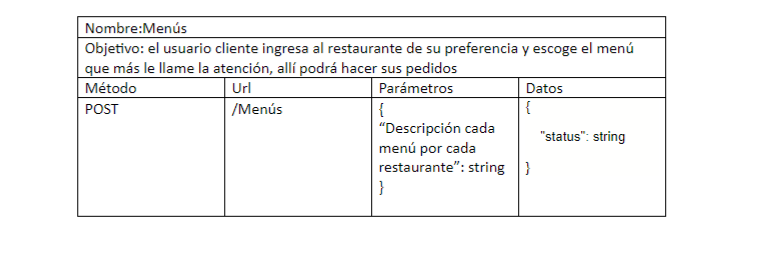 Nombre:Menús
Objetivo: el usuario cliente ingresa al restaurante de su preferencia y escoge el menú
que más le llame la atención, allí podrá hacer sus pedidos
Método Url Parámetros Datos
POST /Menús { {
“Descripción cada
menú por cada
restaurante”: string
}
"status": string
}